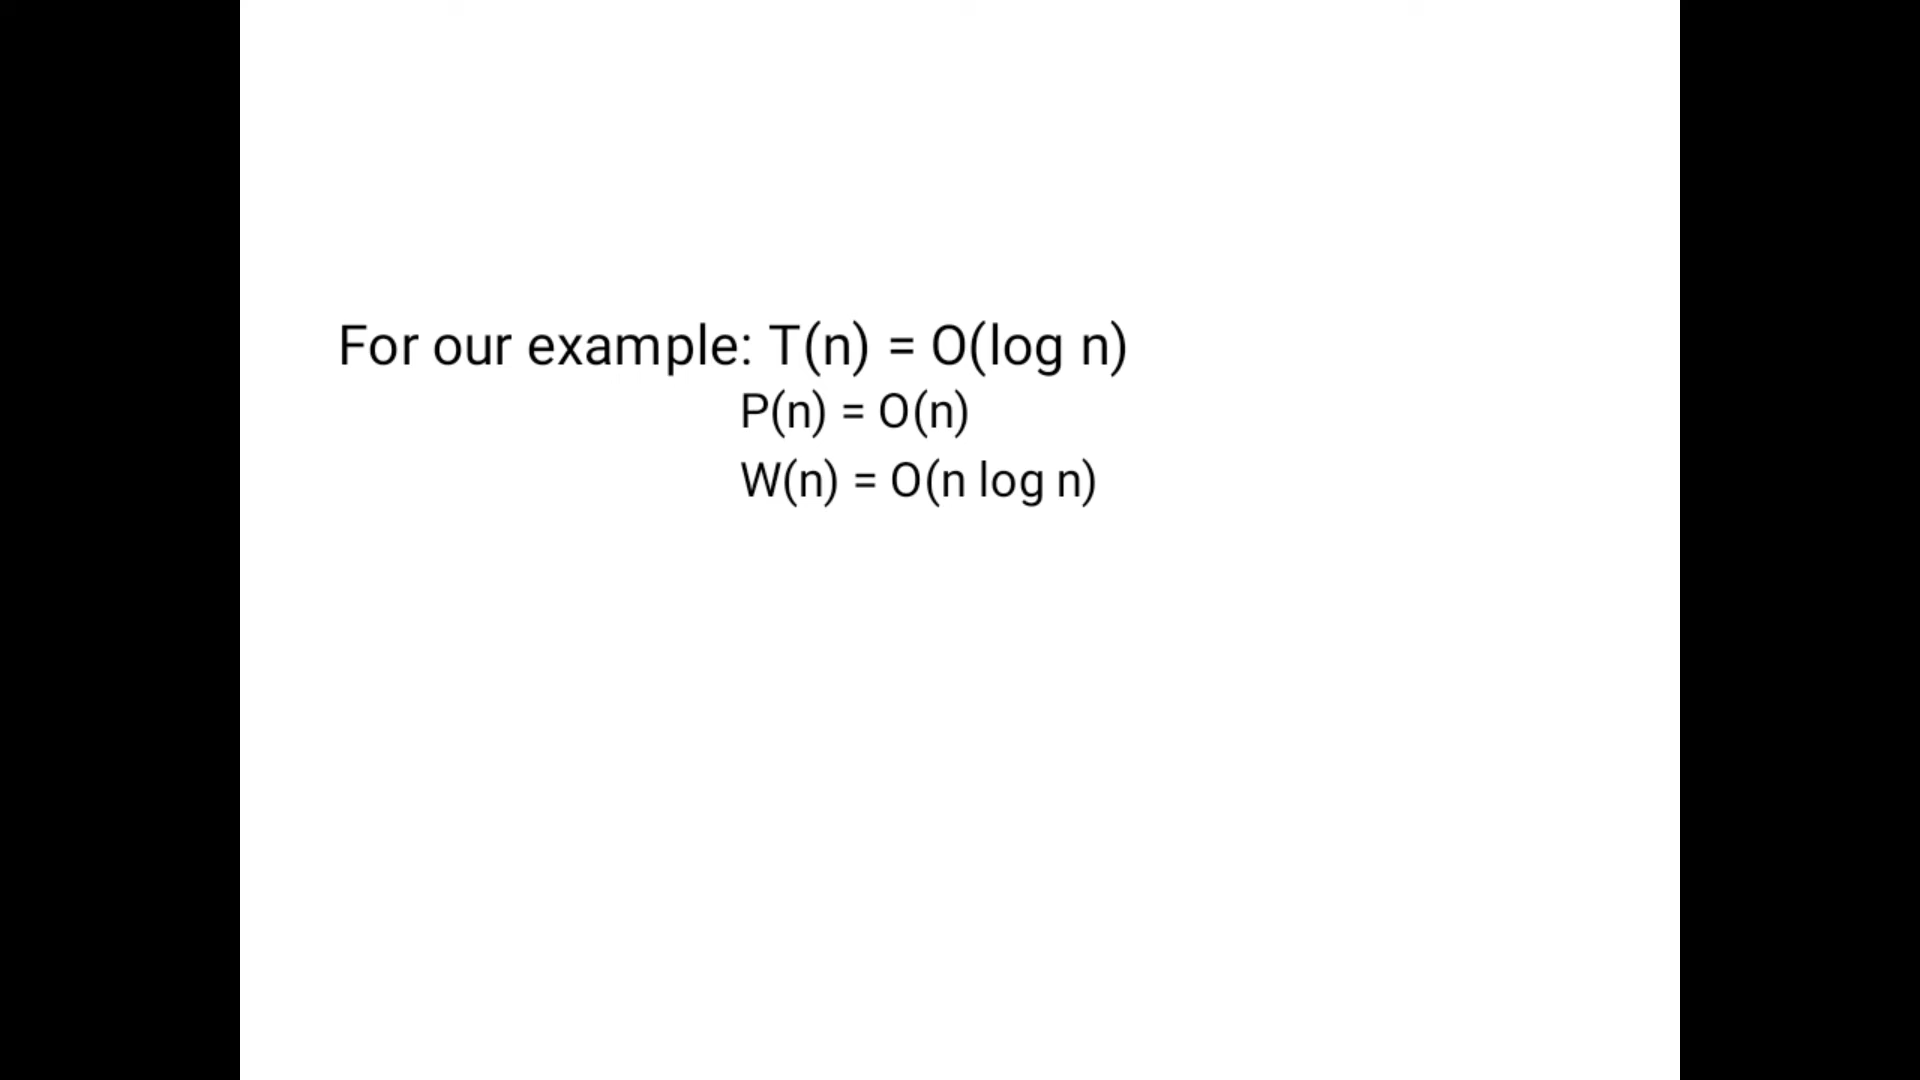 For our example: T(n) = O(log n)
P(n) = O(n)
W(n) = O(n log n)